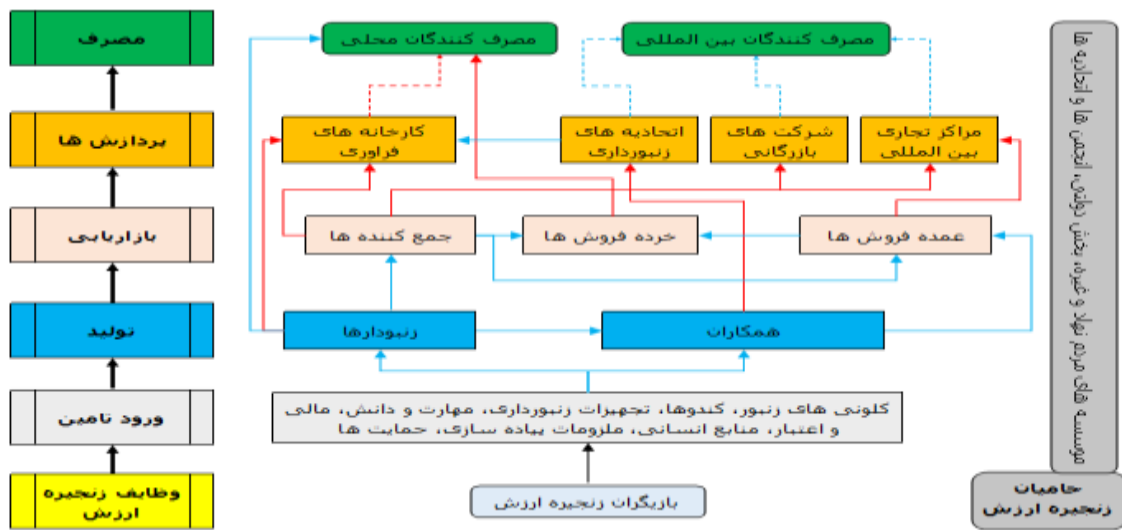 مصرف
پردازش ها
بازاریابی
تولید
ورود تامین
وظایف زنجیره
ارزش
مصرف کنندگان محلی
مصرف کنندگان بین المللی
کارخانه های
فراوری
اتحادیه های
زنبورداری
شرکت های
بازرگانی
مراکز تجاری
بین المللی
جمع کننده ها
خرده فروش ها
عمده فروش ها
زنبودارها
همکاران
کلونی های زنبور، کندوها، تجهیزات زنبورداری، مهارت و دانش، مالی
و اعتبار، منابع انسانی، ملزومات پیاده سازی، حمایت ها
بازیگران زنجیره ارزش
موسسه های مردم نهاد و غیره، بخش دولتی، انجمن ها و اتحادیه ها
حامیان
زنجیره ارزش